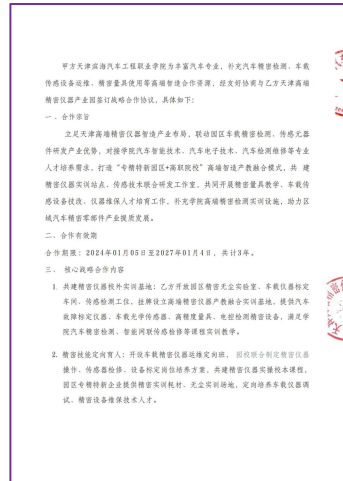 甲方天津滨海汽车工程职业学院为丰富汽车专业，补充汽车精密检测、车载
传感设备运维、精密量具使用等高端智造合作资源，经友好协商与乙方天津高端
精密仪器产业园签订战略合作协议，具体如下：
一、合作宗旨
立足天津高端精密仪器智造产业布局，联动园区车载精密检测、传感元器
件研发产业优势，对接学院汽车智能技术、汽车电子技术、汽车检测维修等专业
人才培养需求，打造“专精特新园区+高职院校”高端智造产教融合模式，共 建
精密仪器实训站点、传感技术联合研发工作室，共同开展精密量具教学、车载传
感设备技改、仪器维保人才培育工作，补充学院高端精密检测实训设施，助力区
域汽车精密零部件产业提质发展。
二、合作有效期
合作期限：2024年01月05日至2027年01月4日，共计3年。
三、 核心战略合作内容
1. 共建精密仪器校外实训基地：乙方开放园区精密无尘实验室、车载仪器标定
车间、传感检测工位，挂牌设立高端精密仪器产教融合实训基地，提供汽车
故障标定仪器、车载光学传感器、高精度量具、电控检测精密设备，满足学
院汽车精密检测、智能网联传感检修等课程实训教学。
2. 精密技能定向育人：开设车载精密仪器运维定向班， 园校联合制定精密仪器
操作、传感器检修、设备标定岗位培养方案，共建精密仪器实操校本课程，
园区专精特新企业提供精密实训耗材、无尘实训场地，定向培养车载仪器调
试、精密设备维保技术人才。